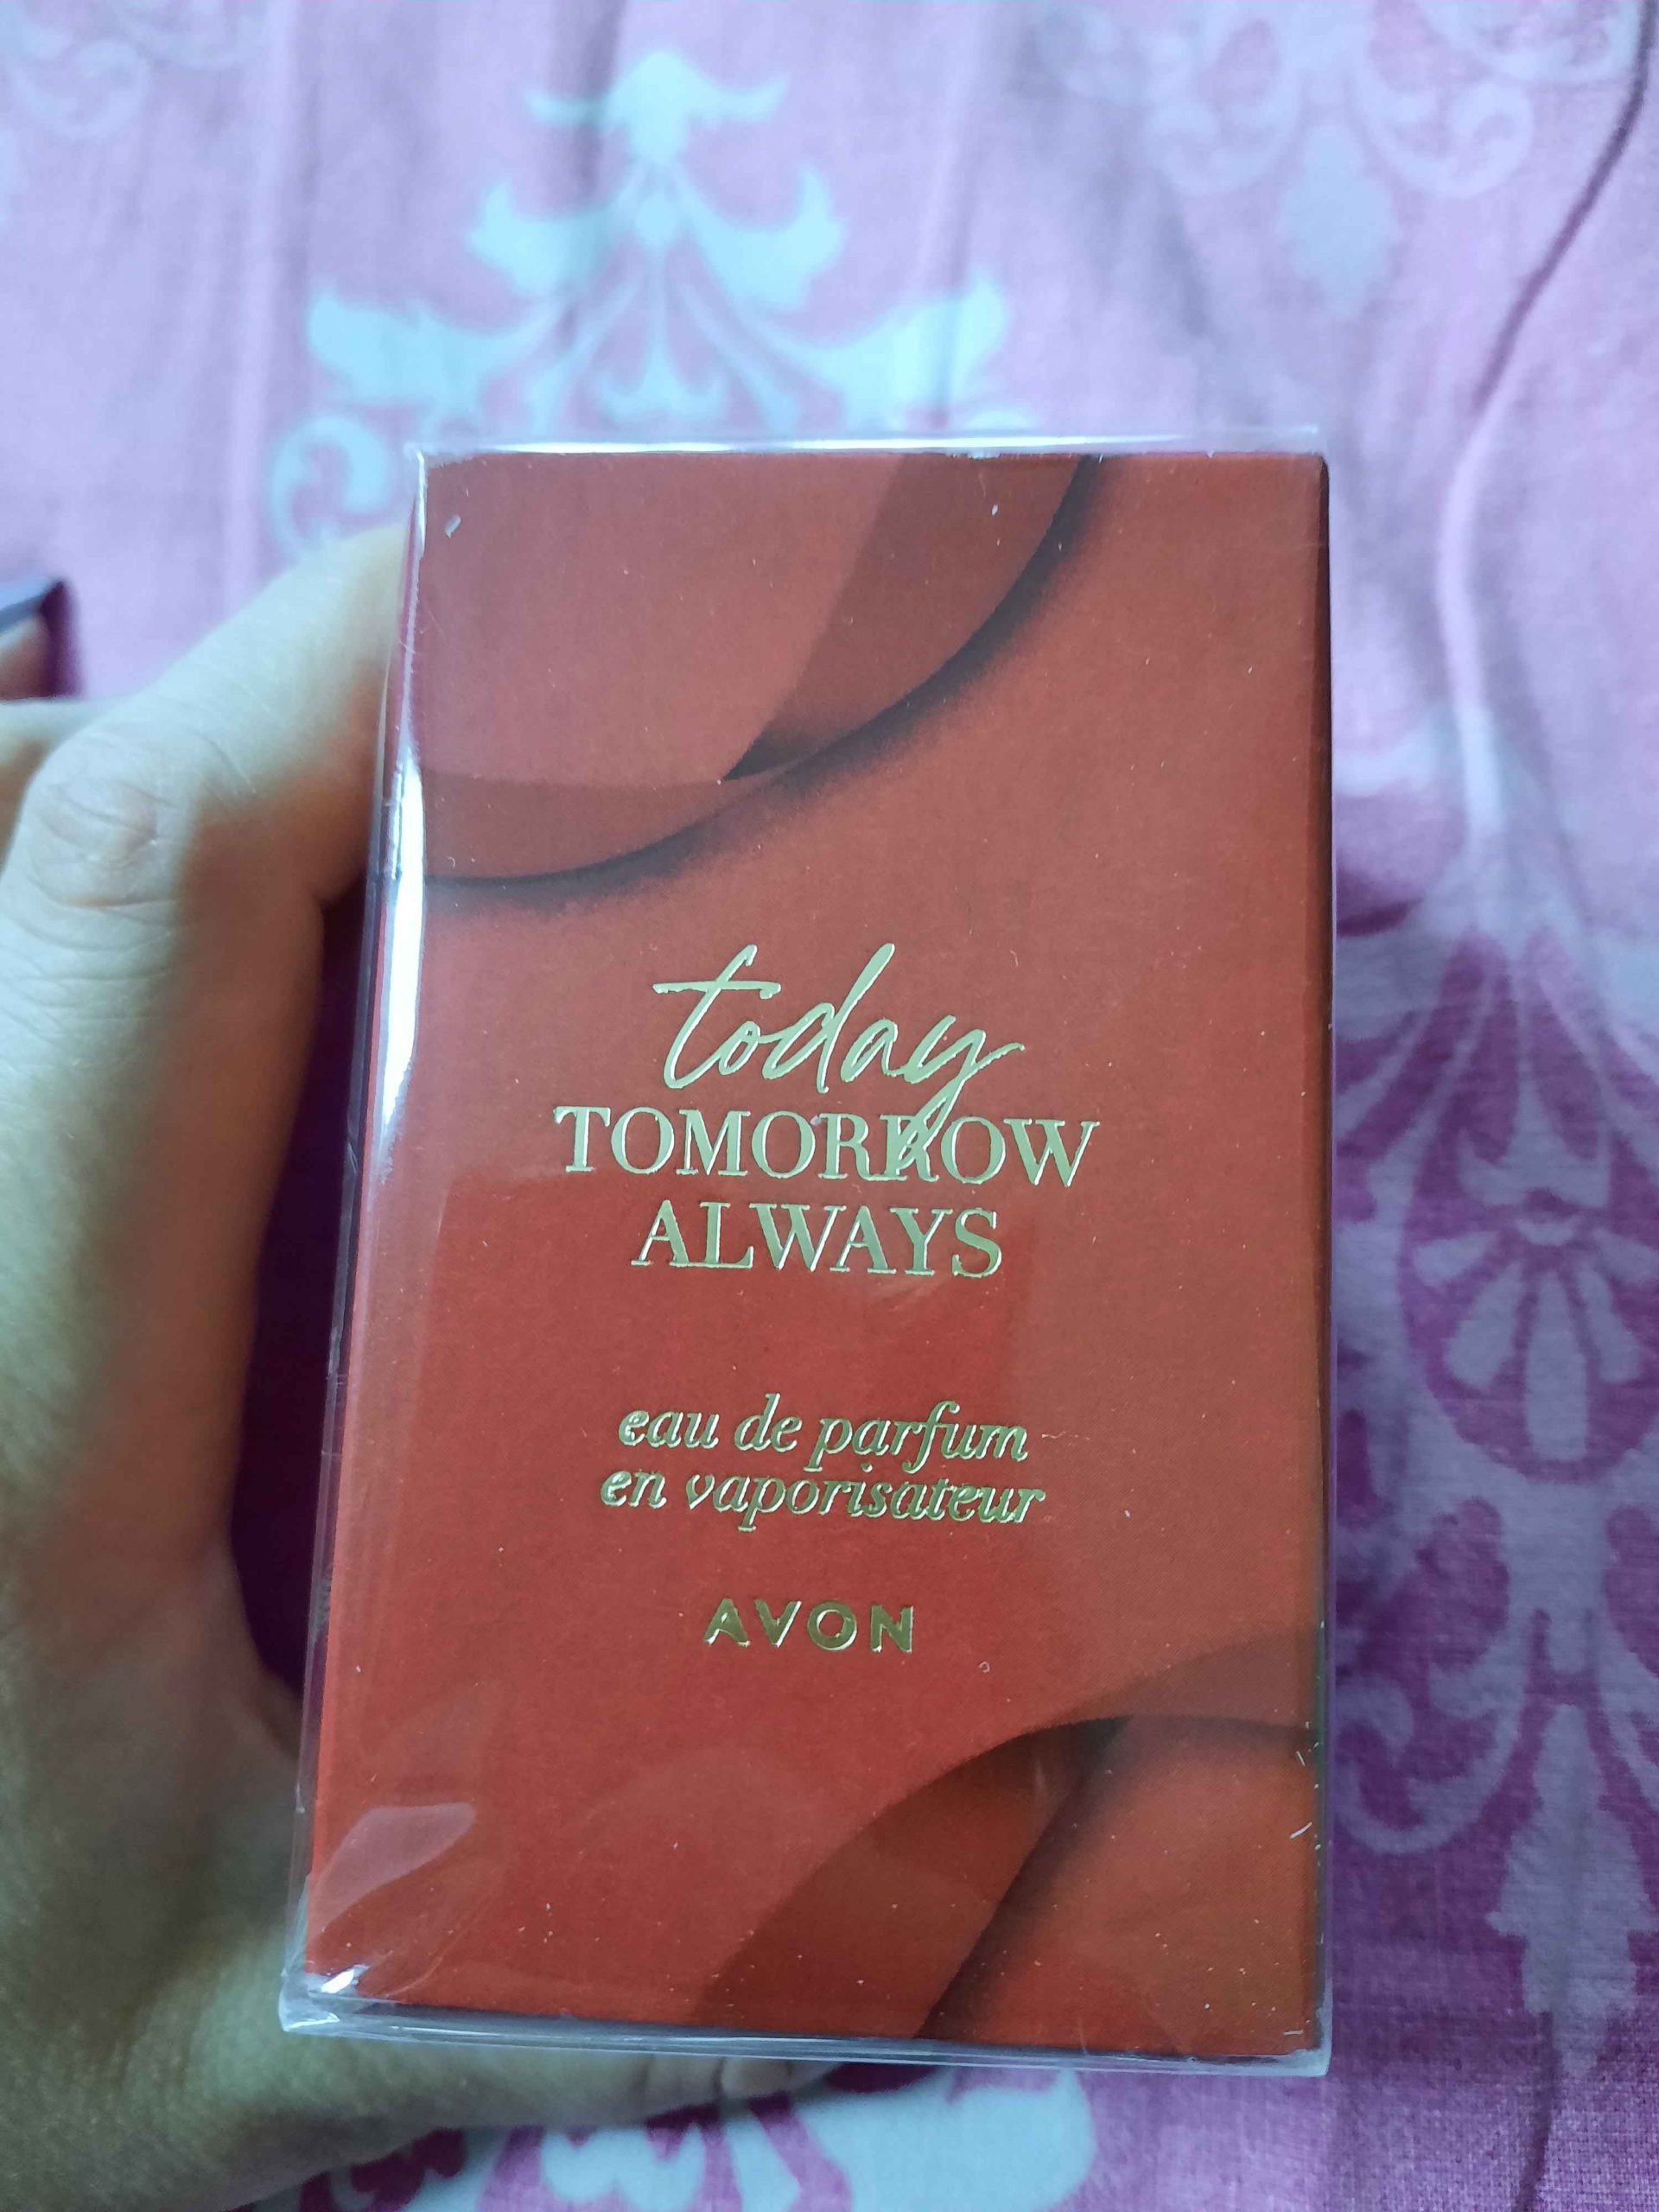 today
TOMORROW
ALWAYS
eau de parfum
en vaporisateur
AVON